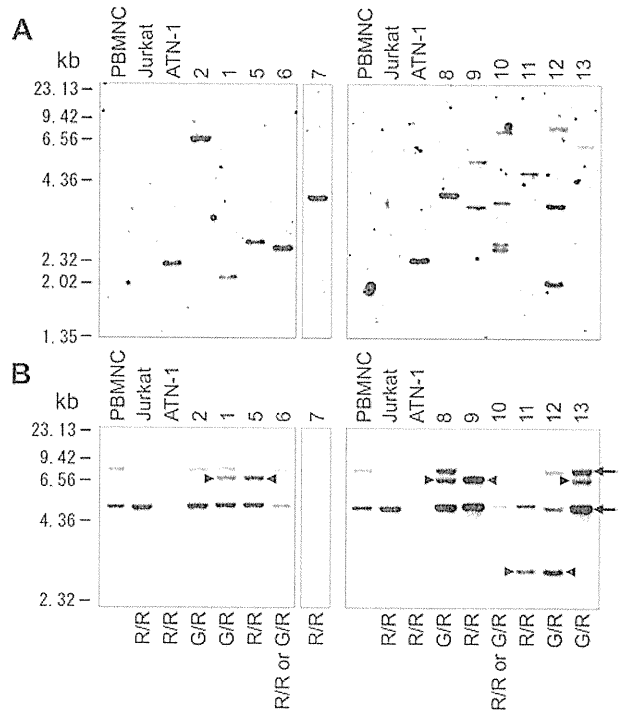 A
kb
PBMNC
Jurkat
ATN-1
2
1
5
6
7
PBMNC
Jurkat
ATN-1
8
9
10
11
12
13
23.13
9.42
6.56
4.36
2.32
2.02
1.35
B
kb
PBMNC
Jurkat
ATN-1
2
1
5
6
7
PBMNC
Jurkat
ATN-1
8
9
10
11
12
13
23.13
9.42
6.56
4.36
2.32
R/R
R/R
G/R
G/R
R/R
R/R or G/R
R/R
R/R
R/R
G/R
R/R
R/R or G/R
R/R
G/R
G/R